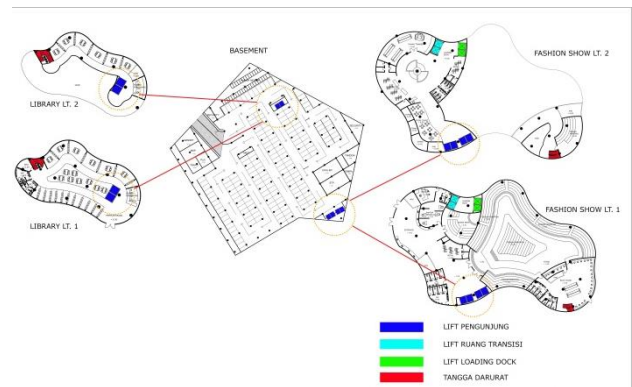 BASEMENT
FASHION SHOW LT. 2
LIBRARY LT. 2
LIBRARY LT. 1
FASHION SHOW LT. 1
LIFT PENGUNJUNG
LIFT RUANG TRANSISI
LIFT LOADING DOCK
TANGGA DARURAT